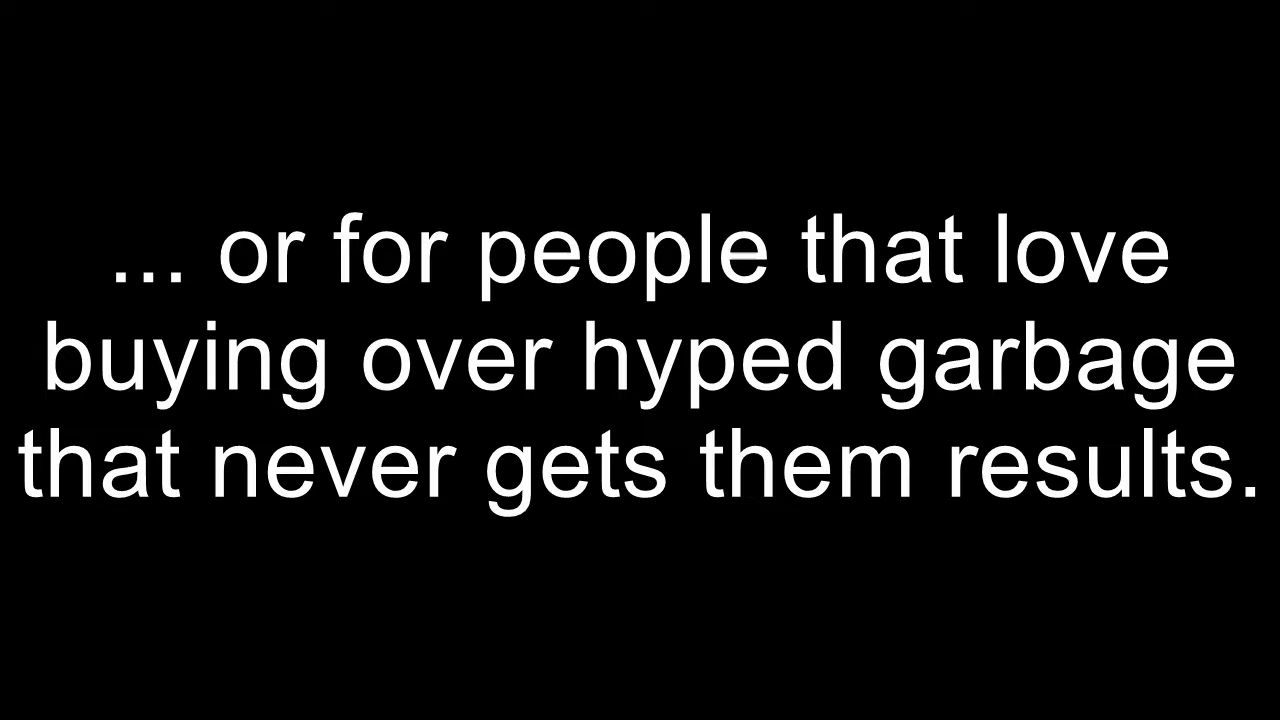 ... or for people that love
buying over hyped garbage
that never gets them results.